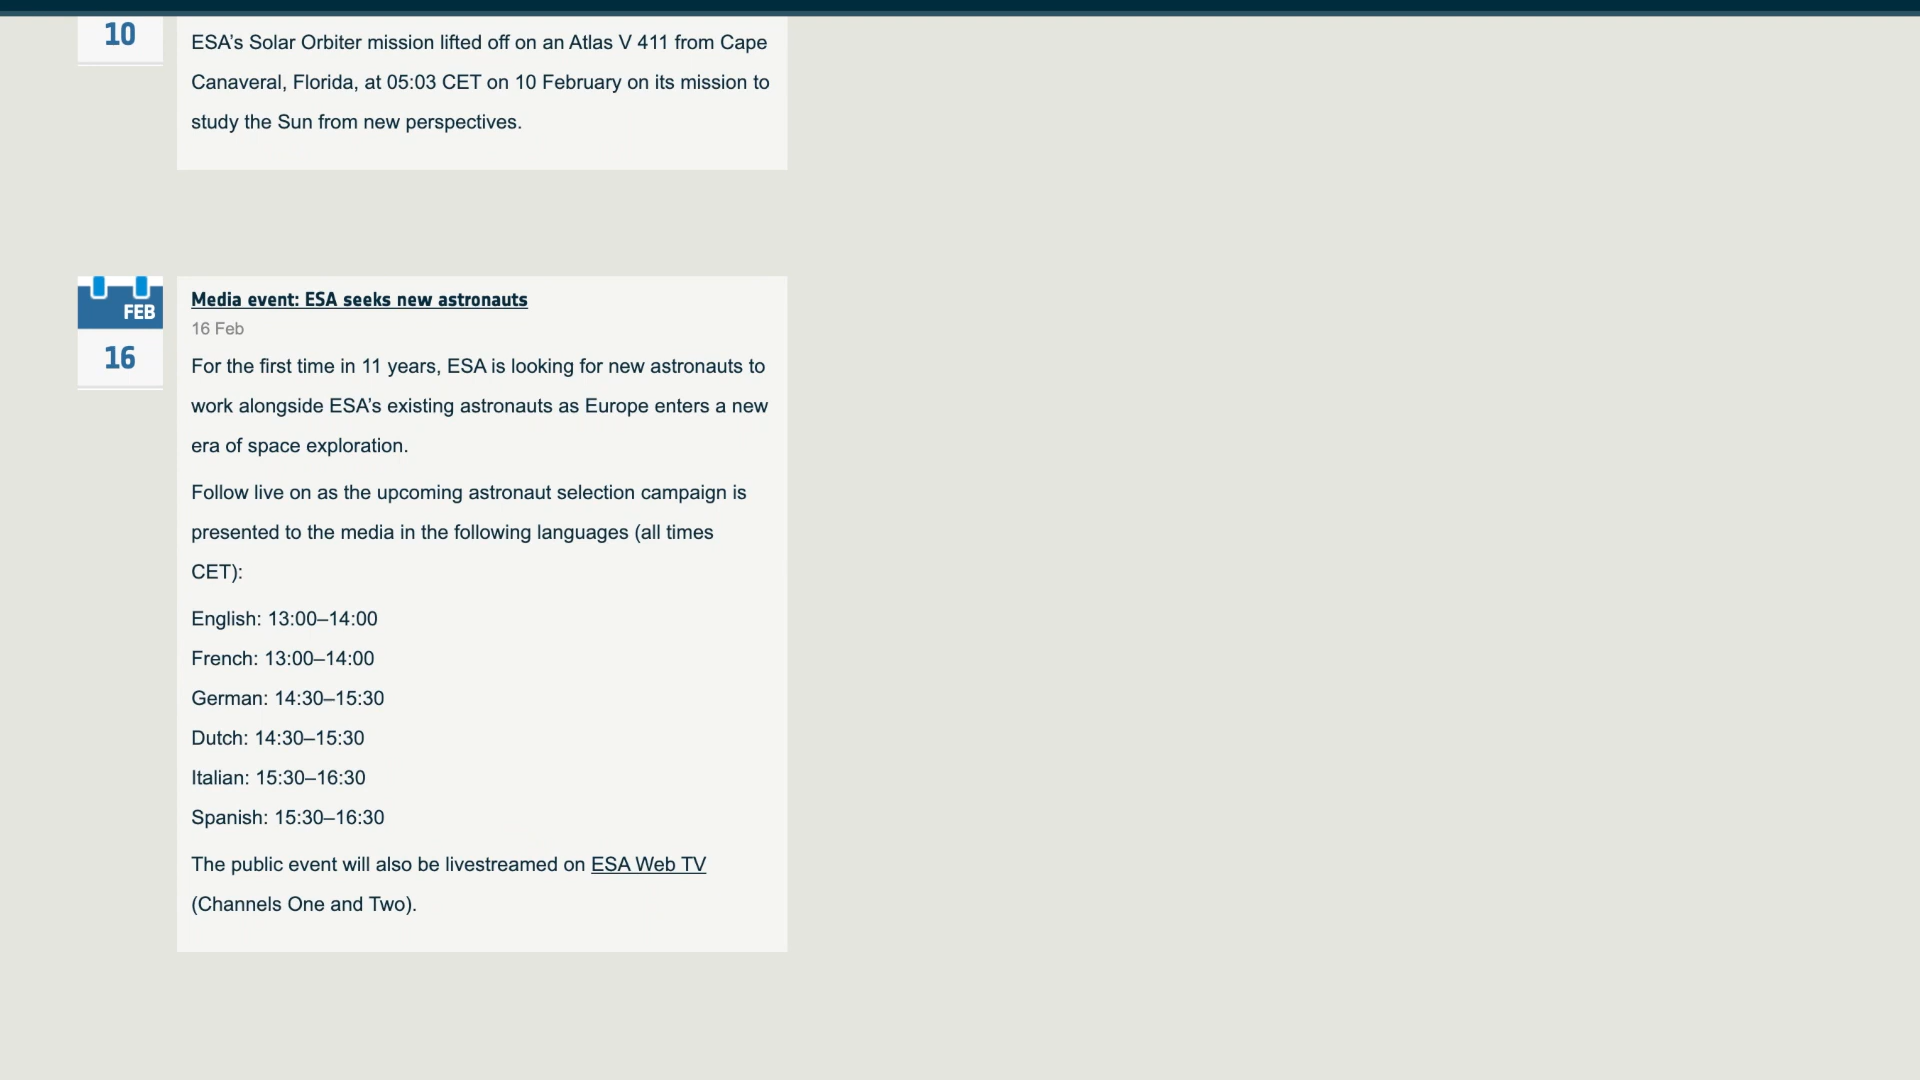 10
ESA’s Solar Orbiter mission lifted off on an Atlas V 411 from Cape
Canaveral, Florida, at 05:03 CET on 10 February on its mission to
study the Sun from new perspectives.
FEB
16
Media event: ESA seeks new astronauts
16 Feb
For the first time in 11 years, ESA is looking for new astronauts to
work alongside ESA’s existing astronauts as Europe enters a new
era of space exploration.
Follow live on as the upcoming astronaut selection campaign is
presented to the media in the following languages (all times
CET):
English: 13:00–14:00
French: 13:00–14:00
German: 14:30–15:30
Dutch: 14:30–15:30
Italian: 15:30–16:30
Spanish: 15:30–16:30
The public event will also be livestreamed on ESA Web TV
(Channels One and Two).